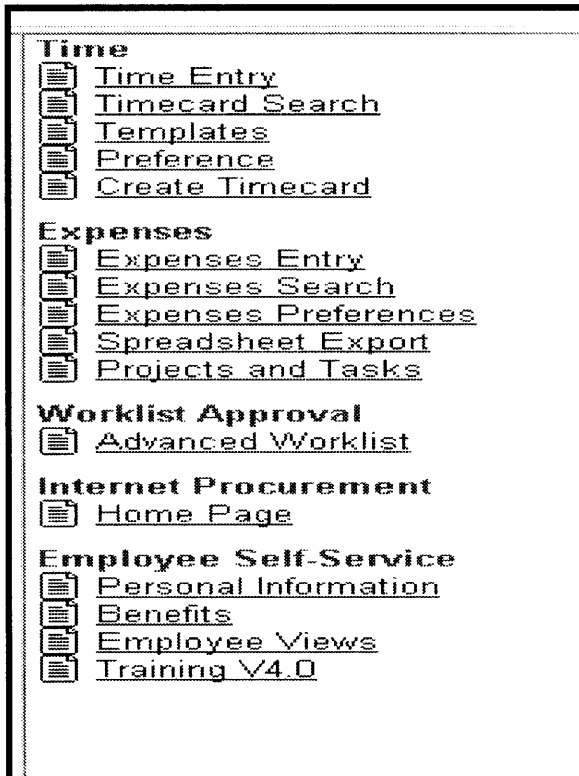 Time
Time Entry
Timecard Search
Templates
Preference
Create Timecard
Expenses
Expenses Entry
Expenses Search
Expenses Preferences
Spreadsheet Export
Projects and Tasks
Worklist Approval
Advanced Worklist
Internet Procurement
Home Page
Employee Self-Service
Personal Information
Benefits
Employee Views
Training V4.0